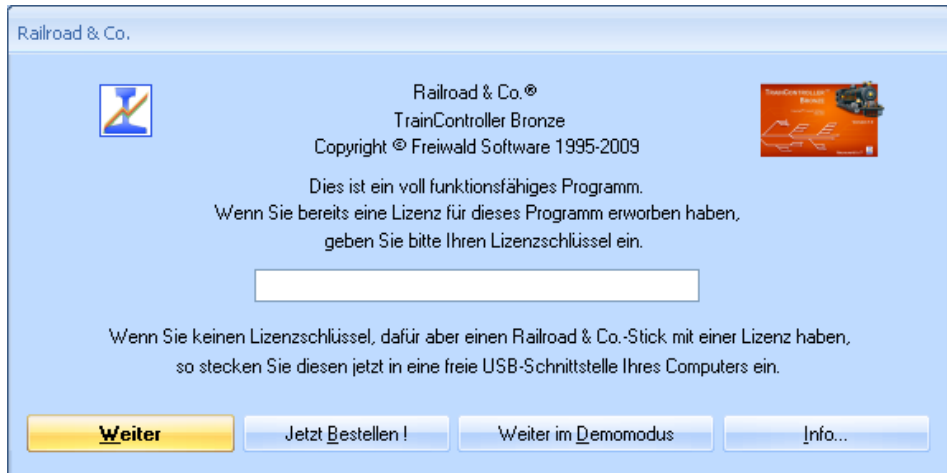 Railroad & Co.
Railroad & Co.®
TrainController Bronze
Copyright © Freiwald Software 1995-2009
TRAINCONTROLLER™
BRONZE
Dies ist ein voll funktionsfähiges Programm.
Wenn Sie bereits eine Lizenz für dieses Programm erworben haben,
geben Sie bitte Ihren Lizenzschlüssel ein.
Wenn Sie keinen Lizenzschlüssel, dafür aber einen Railroad & Co.-Stick mit einer Lizenz haben,
so stecken Sie diesen jetzt in eine freie USB-Schnittstelle Ihres Computers ein.
Weiter
Jetzt Bestellen !
Weiter im Demomodus
Info...